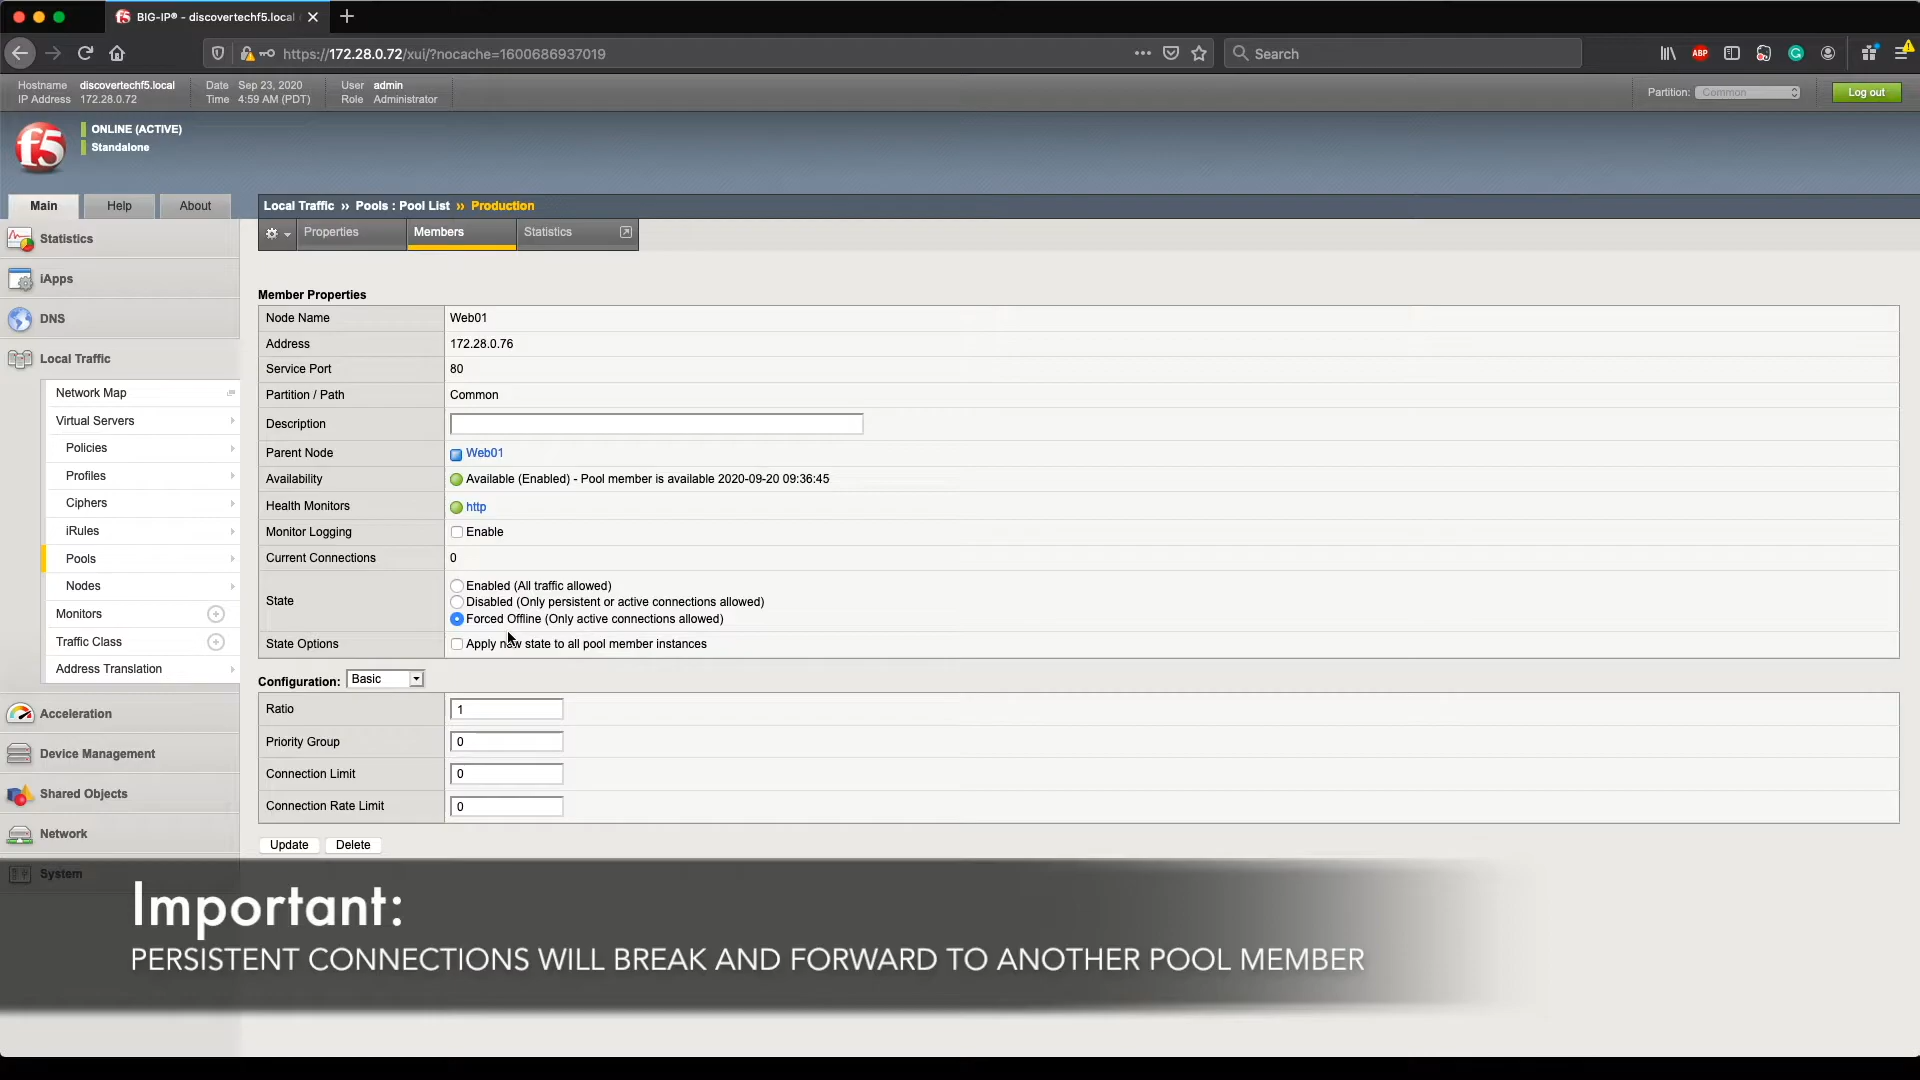 BIG-IP® - discovertechf5.local
https://172.28.0.72/xui/?nocache=1600686937019
Search
ABP
Hostname discovertechf5.local Date Sep 23, 2020 User admin
IP Address 172.28.0.72 Time 4:59 AM (PDT) Role Administrator
Partition: Common
Log out
f5
ONLINE (ACTIVE)
Standalone
Main Help About
Local Traffic ›› Pools : Pool List ›› Production
Properties Members Statistics
Statistics
iApps
DNS
Local Traffic
Network Map
Virtual Servers
Policies
Profiles
Ciphers
iRules
Pools
Nodes
Monitors
Traffic Class
Address Translation
Acceleration
Device Management
Shared Objects
Network
System
Member Properties
Node Name Web01
Address 172.28.0.76
Service Port 80
Partition / Path Common
Description
Parent Node Web01
Availability Available (Enabled) - Pool member is available 2020-09-20 09:36:45
Health Monitors http
Monitor Logging Enable
Current Connections 0
State
Enabled (All traffic allowed)
Disabled (Only persistent or active connections allowed)
Forced Offline (Only active connections allowed)
State Options Apply new state to all pool member instances
Configuration: Basic
Ratio 1
Priority Group 0
Connection Limit 0
Connection Rate Limit 0
Update Delete
Important:
PERSISTENT CONNECTIONS WILL BREAK AND FORWARD TO ANOTHER POOL MEMBER